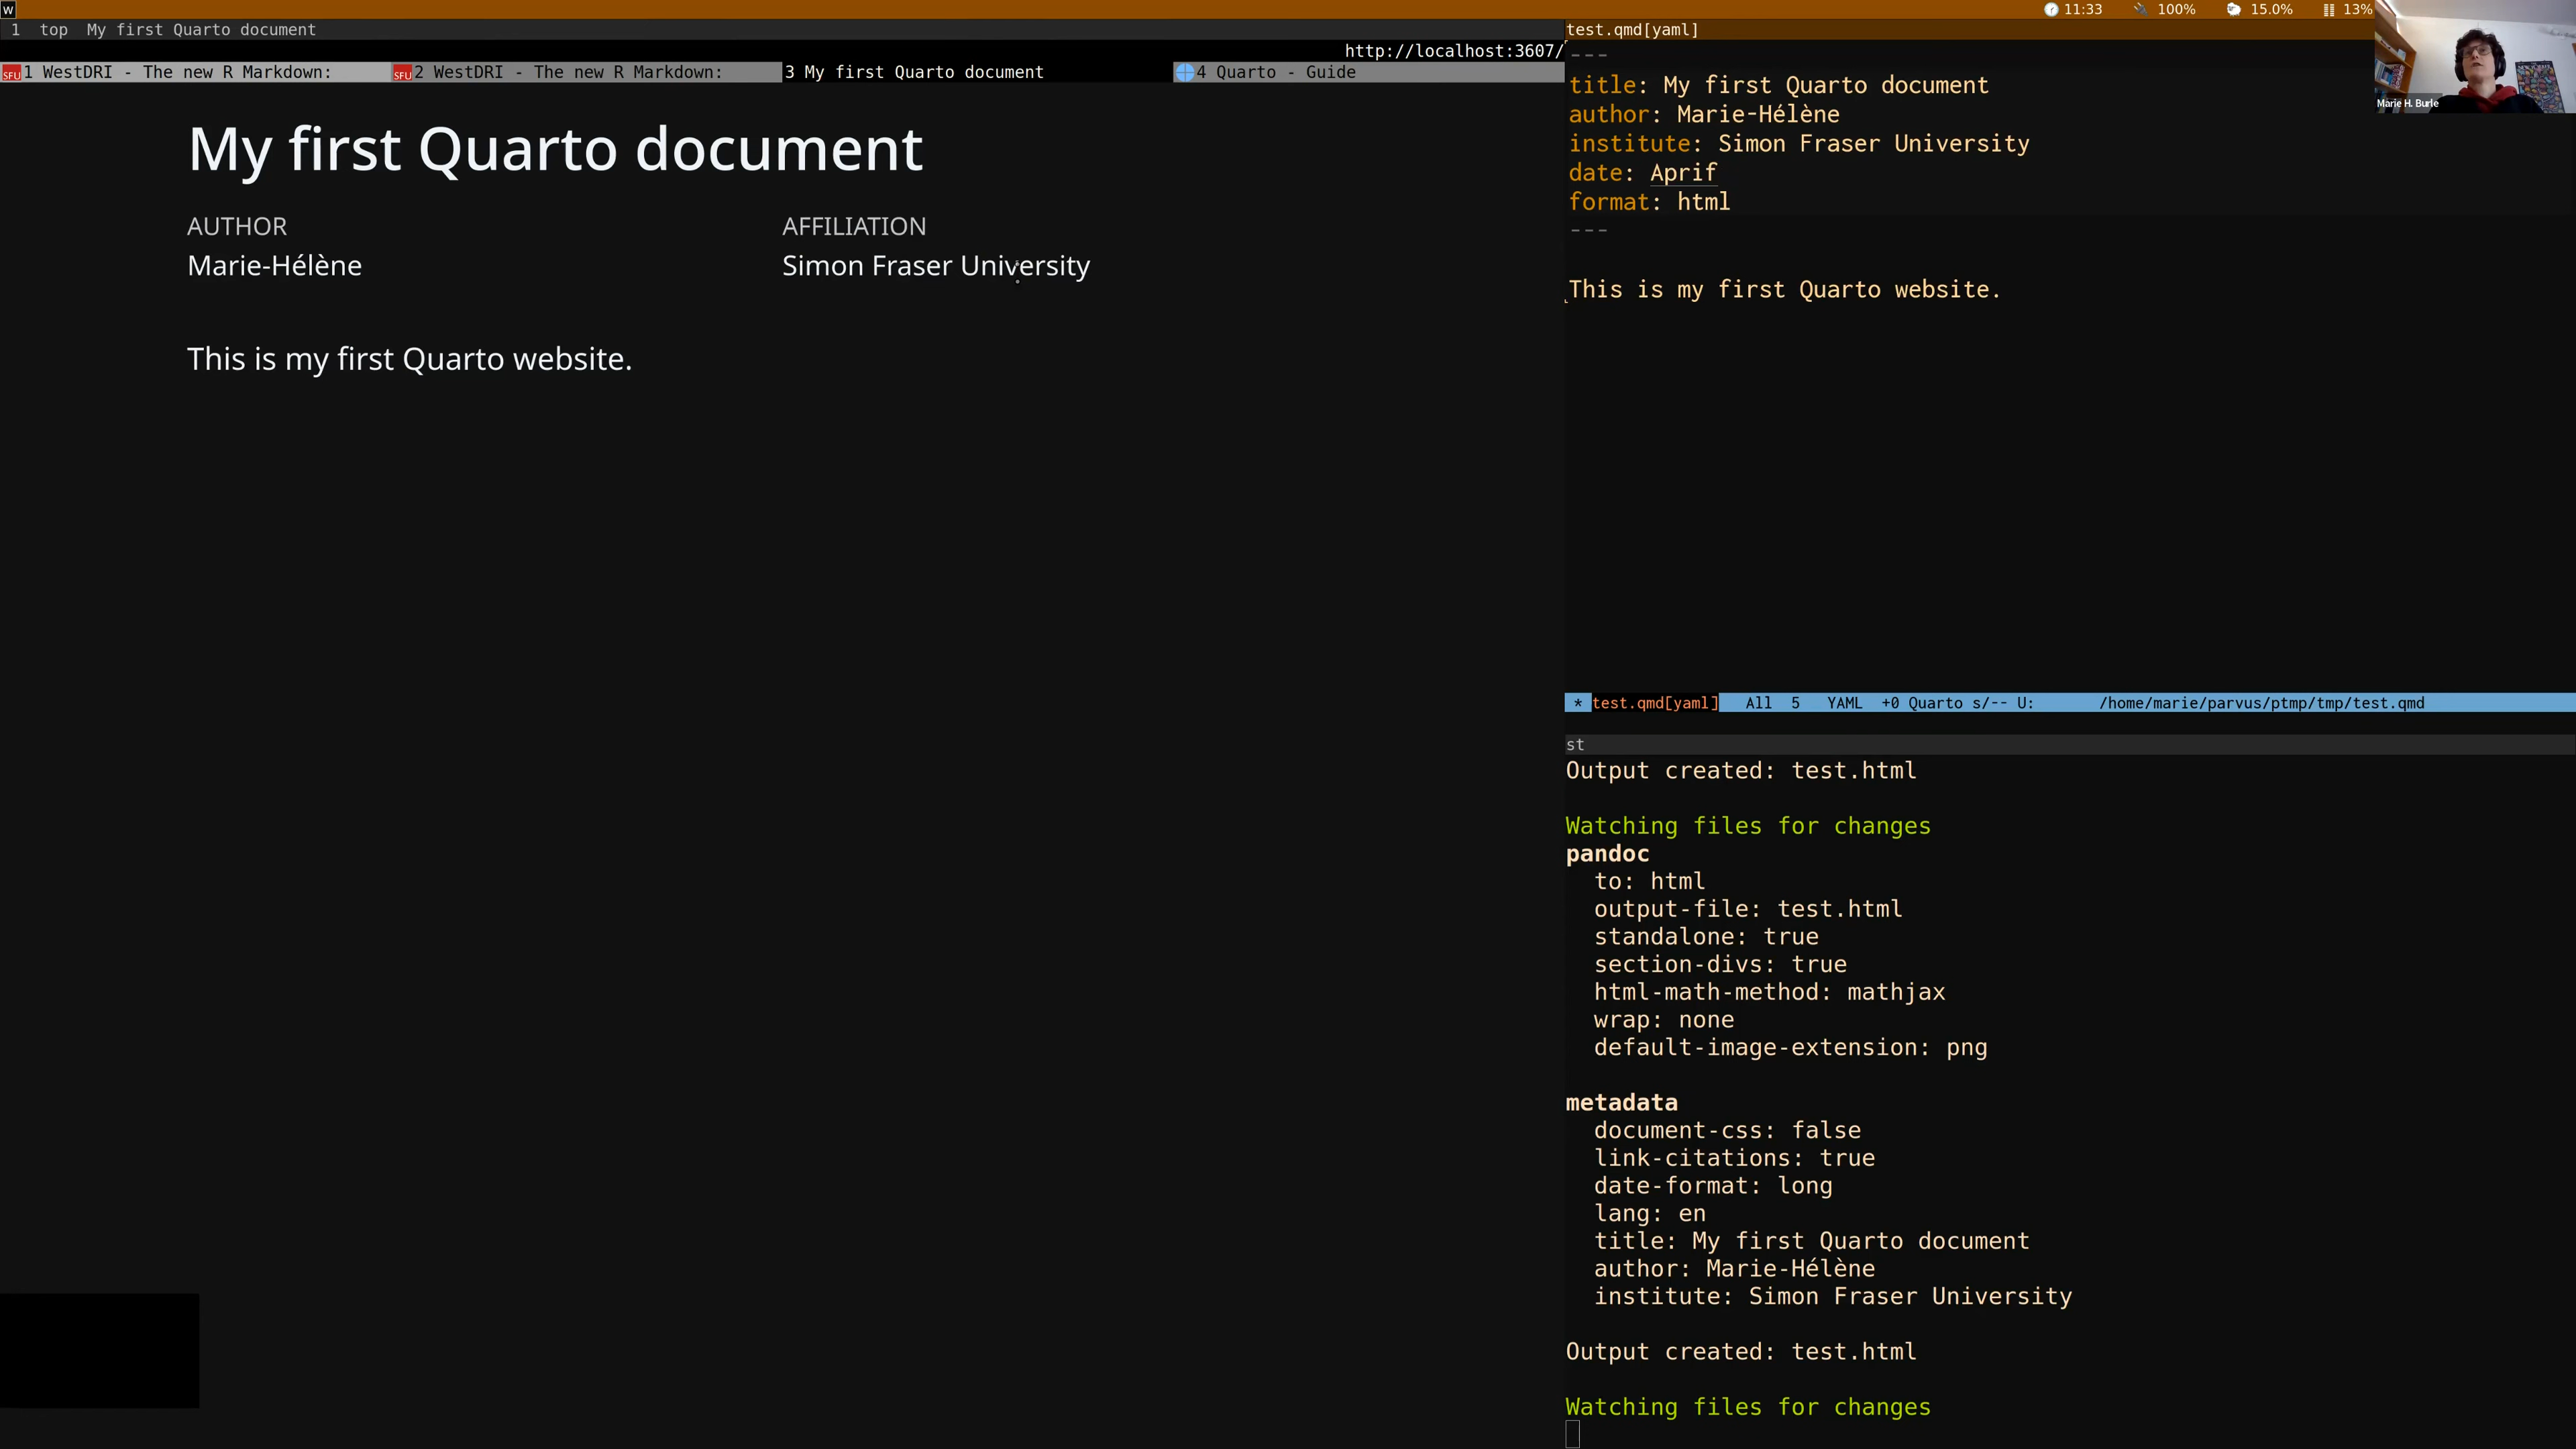 W
11:33 100% 15.0% 13%
1 top My first Quarto document
http://localhost:3607/
SFU 1 WestDRI - The new R Markdown: SFU 2 WestDRI - The new R Markdown: 3 My first Quarto document 4 Quarto - Guide
My first Quarto document
AUTHOR AFFILIATION
Marie-Hélène Simon Fraser University
This is my first Quarto website.
test.qmd[yaml]
---
title: My first Quarto document
author: Marie-Hélène
institute: Simon Fraser University
date: Aprif
format: html
---
This is my first Quarto website.
* test.qmd[yaml] All 5 YAML +0 Quarto s/-- U: /home/marie/parvus/ptmp/tmp/test.qmd
st
Output created: test.html
Watching files for changes
pandoc
to: html
output-file: test.html
standalone: true
section-divs: true
html-math-method: mathjax
wrap: none
default-image-extension: png
metadata
document-css: false
link-citations: true
date-format: long
lang: en
title: My first Quarto document
author: Marie-Hélène
institute: Simon Fraser University
Output created: test.html
Watching files for changes
Marie H. Burle